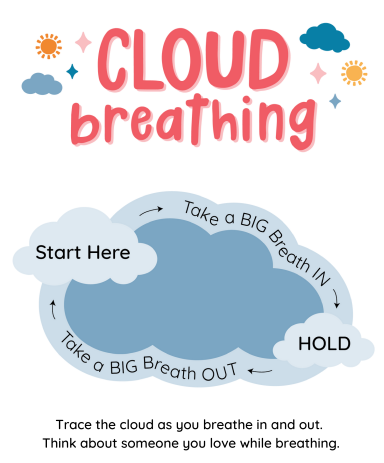 CLOUD
breathing
Start Here
Take a BIG Breath IN
HOLD
Take a BIG Breath OUT
Trace the cloud as you breathe in and out.
Think about someone you love while breathing.